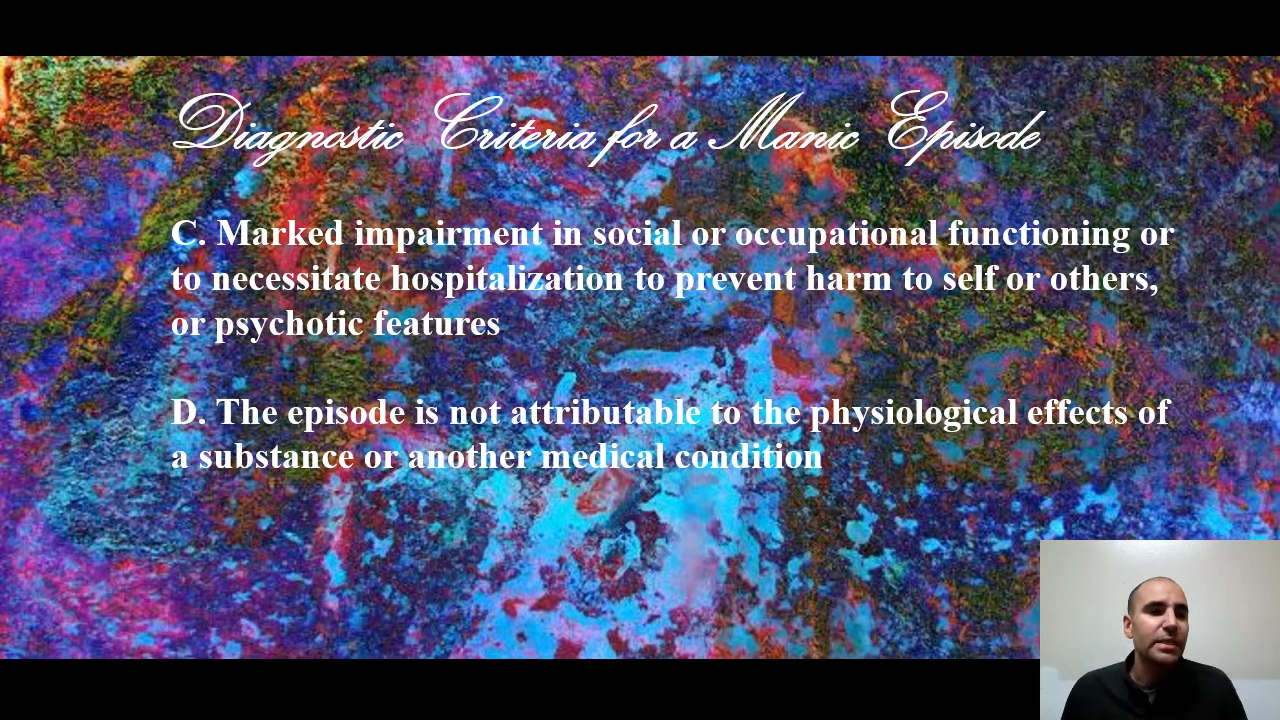 Diagnostic Criteria for a Manic Episode
C. Marked impairment in social or occupational functioning or
to necessitate hospitalization to prevent harm to self or others,
or psychotic features
D. The episode is not attributable to the physiological effects of
a substance or another medical condition